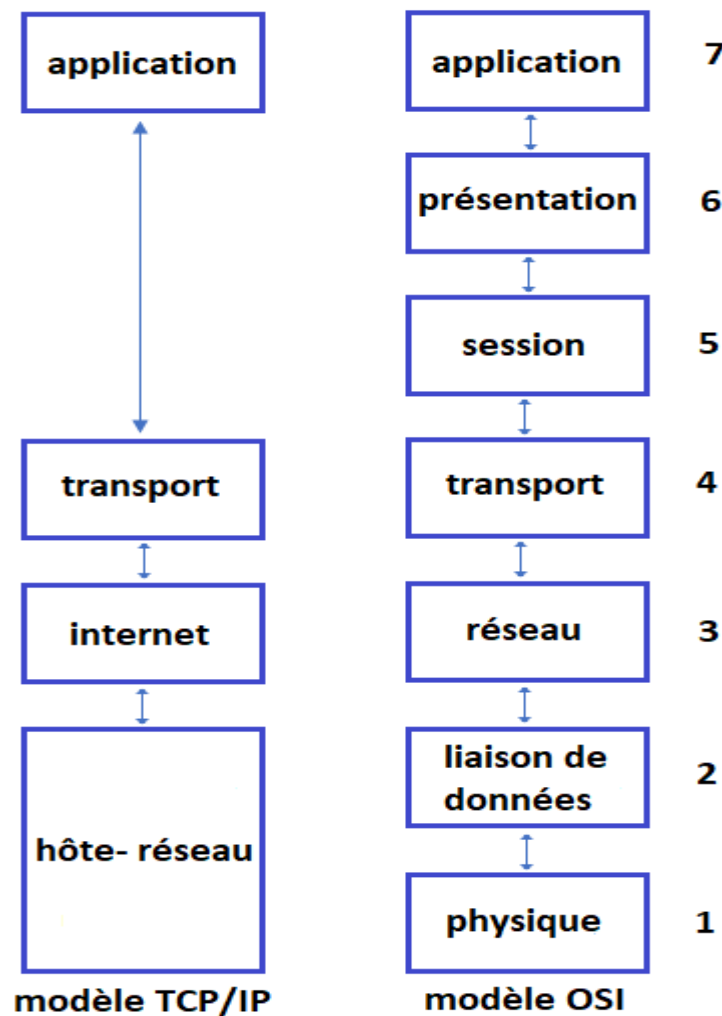 application
application
7
présentation
6
session
5
transport
transport
4
internet
réseau
3
liaison de
données
2
hôte- réseau
physique
1
modèle TCP/IP
modèle OSI